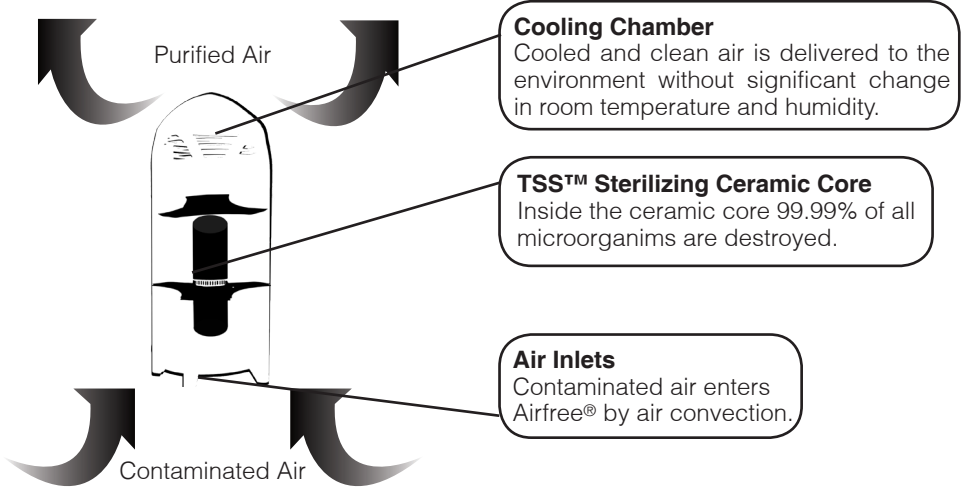 Purified Air
Cooling Chamber
Cooled and clean air is delivered to the
environment without significant change
in room temperature and humidity.
TSS™ Sterilizing Ceramic Core
Inside the ceramic core 99.99% of all
microorganims are destroyed.
Air Inlets
Contaminated air enters
Airfree® by air convection.
Contaminated Air